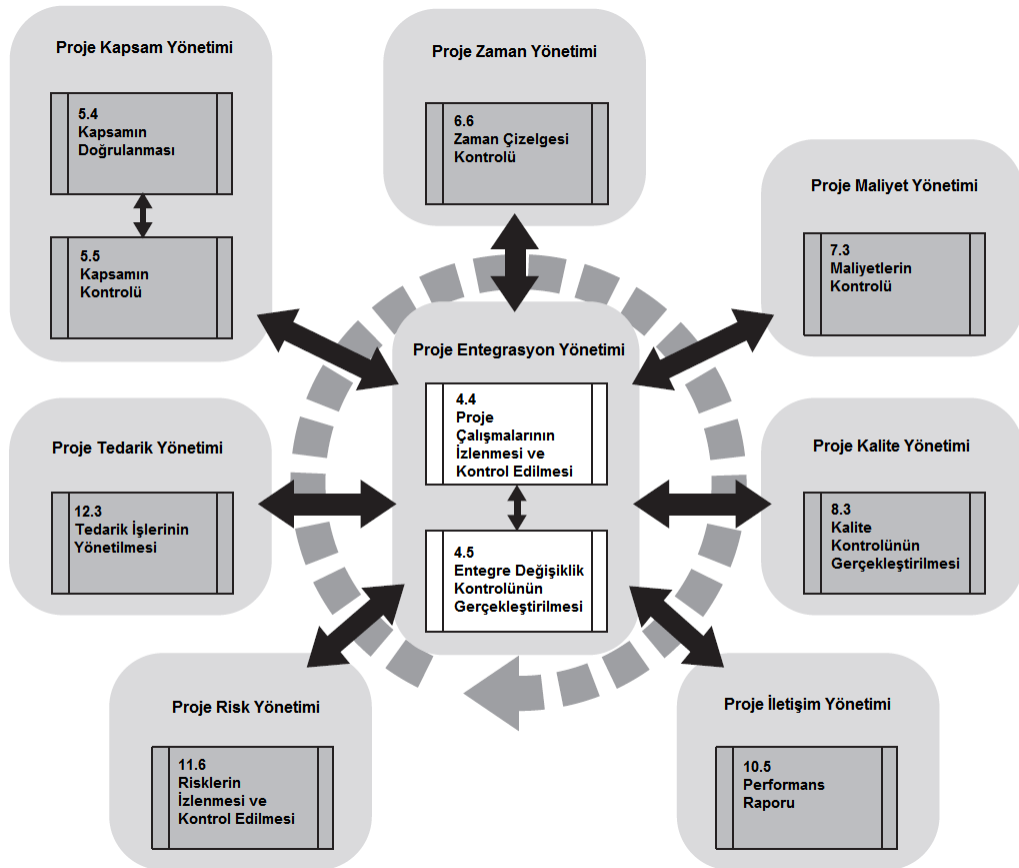 Proje Kapsam Yönetimi
5.4
Kapsamın
Doğrulanması
5.5
Kapsamın
Kontrolü
Proje Zaman Yönetimi
6.6
Zaman Çizelgesi
Kontrolü
Proje Maliyet Yönetimi
7.3
Maliyetlerin
Kontrolü
Proje Entegrasyon Yönetimi
4.4
Proje
Çalışmalarının
İzlenmesi ve
Kontrol Edilmesi
4.5
Entegre Değişiklik
Kontrolünün
Gerçekleştirilmesi
Proje Tedarik Yönetimi
12.3
Tedarik İşlerinin
Yönetilmesi
Proje Kalite Yönetimi
8.3
Kalite
Kontrolünün
Gerçekleştirilmesi
Proje Risk Yönetimi
11.6
Risklerin
İzlenmesi ve
Kontrol Edilmesi
Proje İletişim Yönetimi
10.5
Performans
Raporu